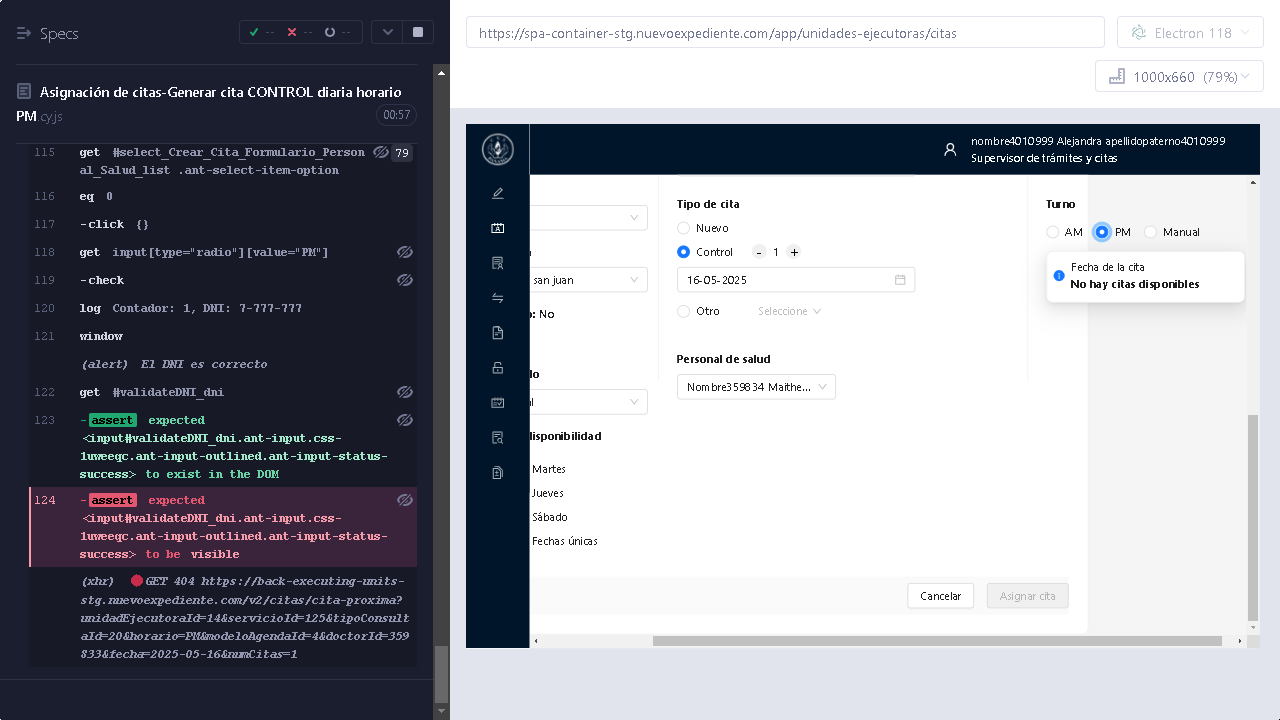 Specs
-- -- --
Asignación de citas-Generar cita CONTROL diaria horario
PM.cy.js
00:57
115 get #select_Crear_Cita_Formulario_Person
al_Salud_list .ant-select-item-option
79
116 eq 0
117 -click {}
118 get input[type="radio"][value="PM"]
119 -check
120 log Contador: 1, DNI: 7-777-777
121 window
(alert) El DNI es correcto
122 get #validateDNI_dni
123 -assert expected
<input#validateDNI_dni.ant-input.css-
1uweeqc.ant-input-outlined.ant-input-status-
success> to exist in the DOM
124 -assert expected
<input#validateDNI_dni.ant-input.css-
1uweeqc.ant-input-outlined.ant-input-status-
success> to be visible
(xhr) GET 404 https://back-executing-units-
stg.nuevoexpediente.com/v2/citas/cita-proxima?
unidadEjecutoraId=14&servicioId=125&tipoConsult
aId=20&horario=PM&modeloAgendaId=4&doctorId=359
833&fecha=2025-05-16&numCitas=1
https://spa-container-stg.nuevoexpediente.com/app/unidades-ejecutoras/citas
Electron 118
1000x660 (79%)
nombre4010999 Alejandra apellidopaterno4010999
Supervisor de trámites y citas
san juan
: No
lo
l
isponibilidad
Martes
Jueves
Sábado
Fechas únicas
Tipo de cita
Nuevo
Control - 1 +
16-05-2025
Otro Seleccione
Personal de salud
Nombre359834 Maithe...
Turno
AM PM Manual
Fecha de la cita
No hay citas disponibles
Cancelar
Asignar cita